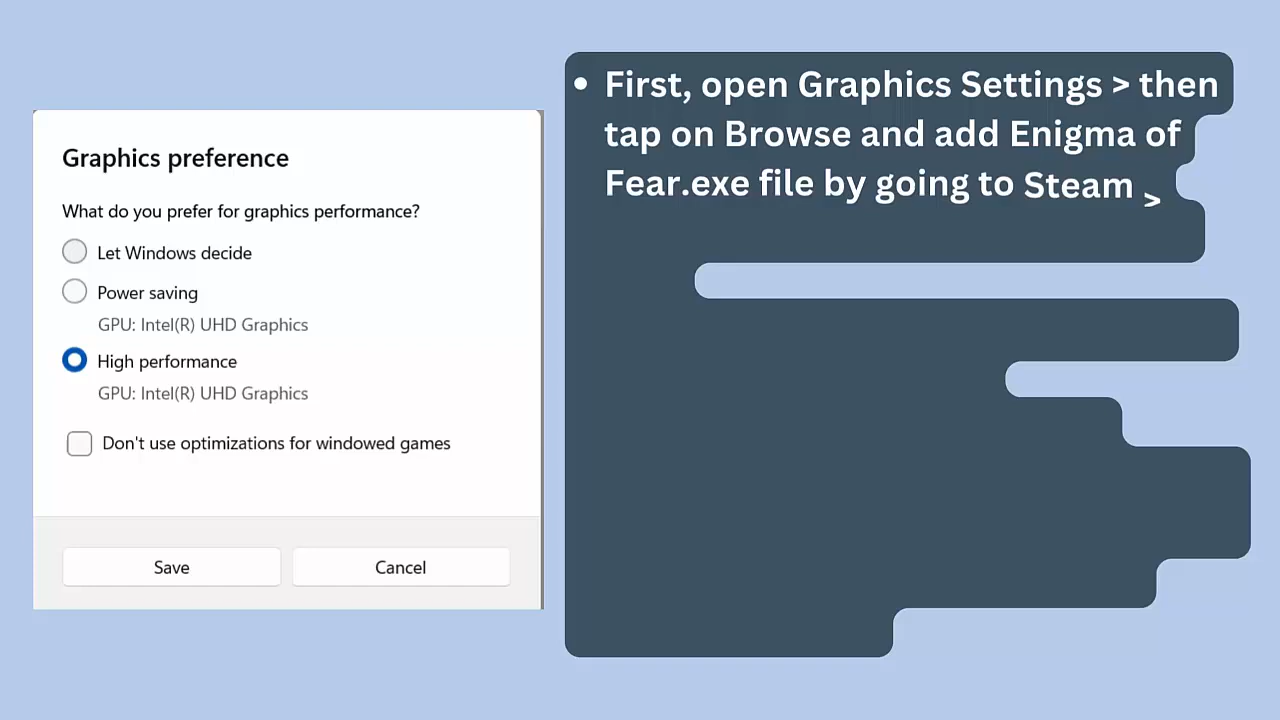 Graphics preference
What do you prefer for graphics performance?
Let Windows decide
Power saving
GPU: Intel(R) UHD Graphics
High performance
GPU: Intel(R) UHD Graphics
Don't use optimizations for windowed games
Save Cancel
• First, open Graphics Settings > then
tap on Browse and add Enigma of
Fear.exe file by going to Steam >